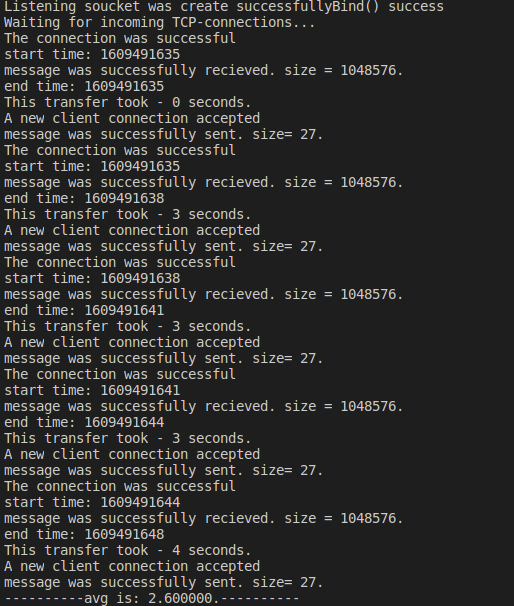 Listening soucket was create successfullyBind() success
Waiting for incoming TCP-connections...
The connection was successful
start time: 1609491635
message was successfully recieved. size = 1048576.
end time: 1609491635
This transfer took - 0 seconds.
A new client connection accepted
message was successfully sent. size= 27.
The connection was successful
start time: 1609491635
message was successfully recieved. size = 1048576.
end time: 1609491638
This transfer took - 3 seconds.
A new client connection accepted
message was successfully sent. size= 27.
The connection was successful
start time: 1609491638
message was successfully recieved. size = 1048576.
end time: 1609491641
This transfer took - 3 seconds.
A new client connection accepted
message was successfully sent. size= 27.
The connection was successful
start time: 1609491641
message was successfully recieved. size = 1048576.
end time: 1609491644
This transfer took - 3 seconds.
A new client connection accepted
message was successfully sent. size= 27.
The connection was successful
start time: 1609491644
message was successfully recieved. size = 1048576.
end time: 1609491648
This transfer took - 4 seconds.
A new client connection accepted
message was successfully sent. size= 27.
----------avg is: 2.600000.----------